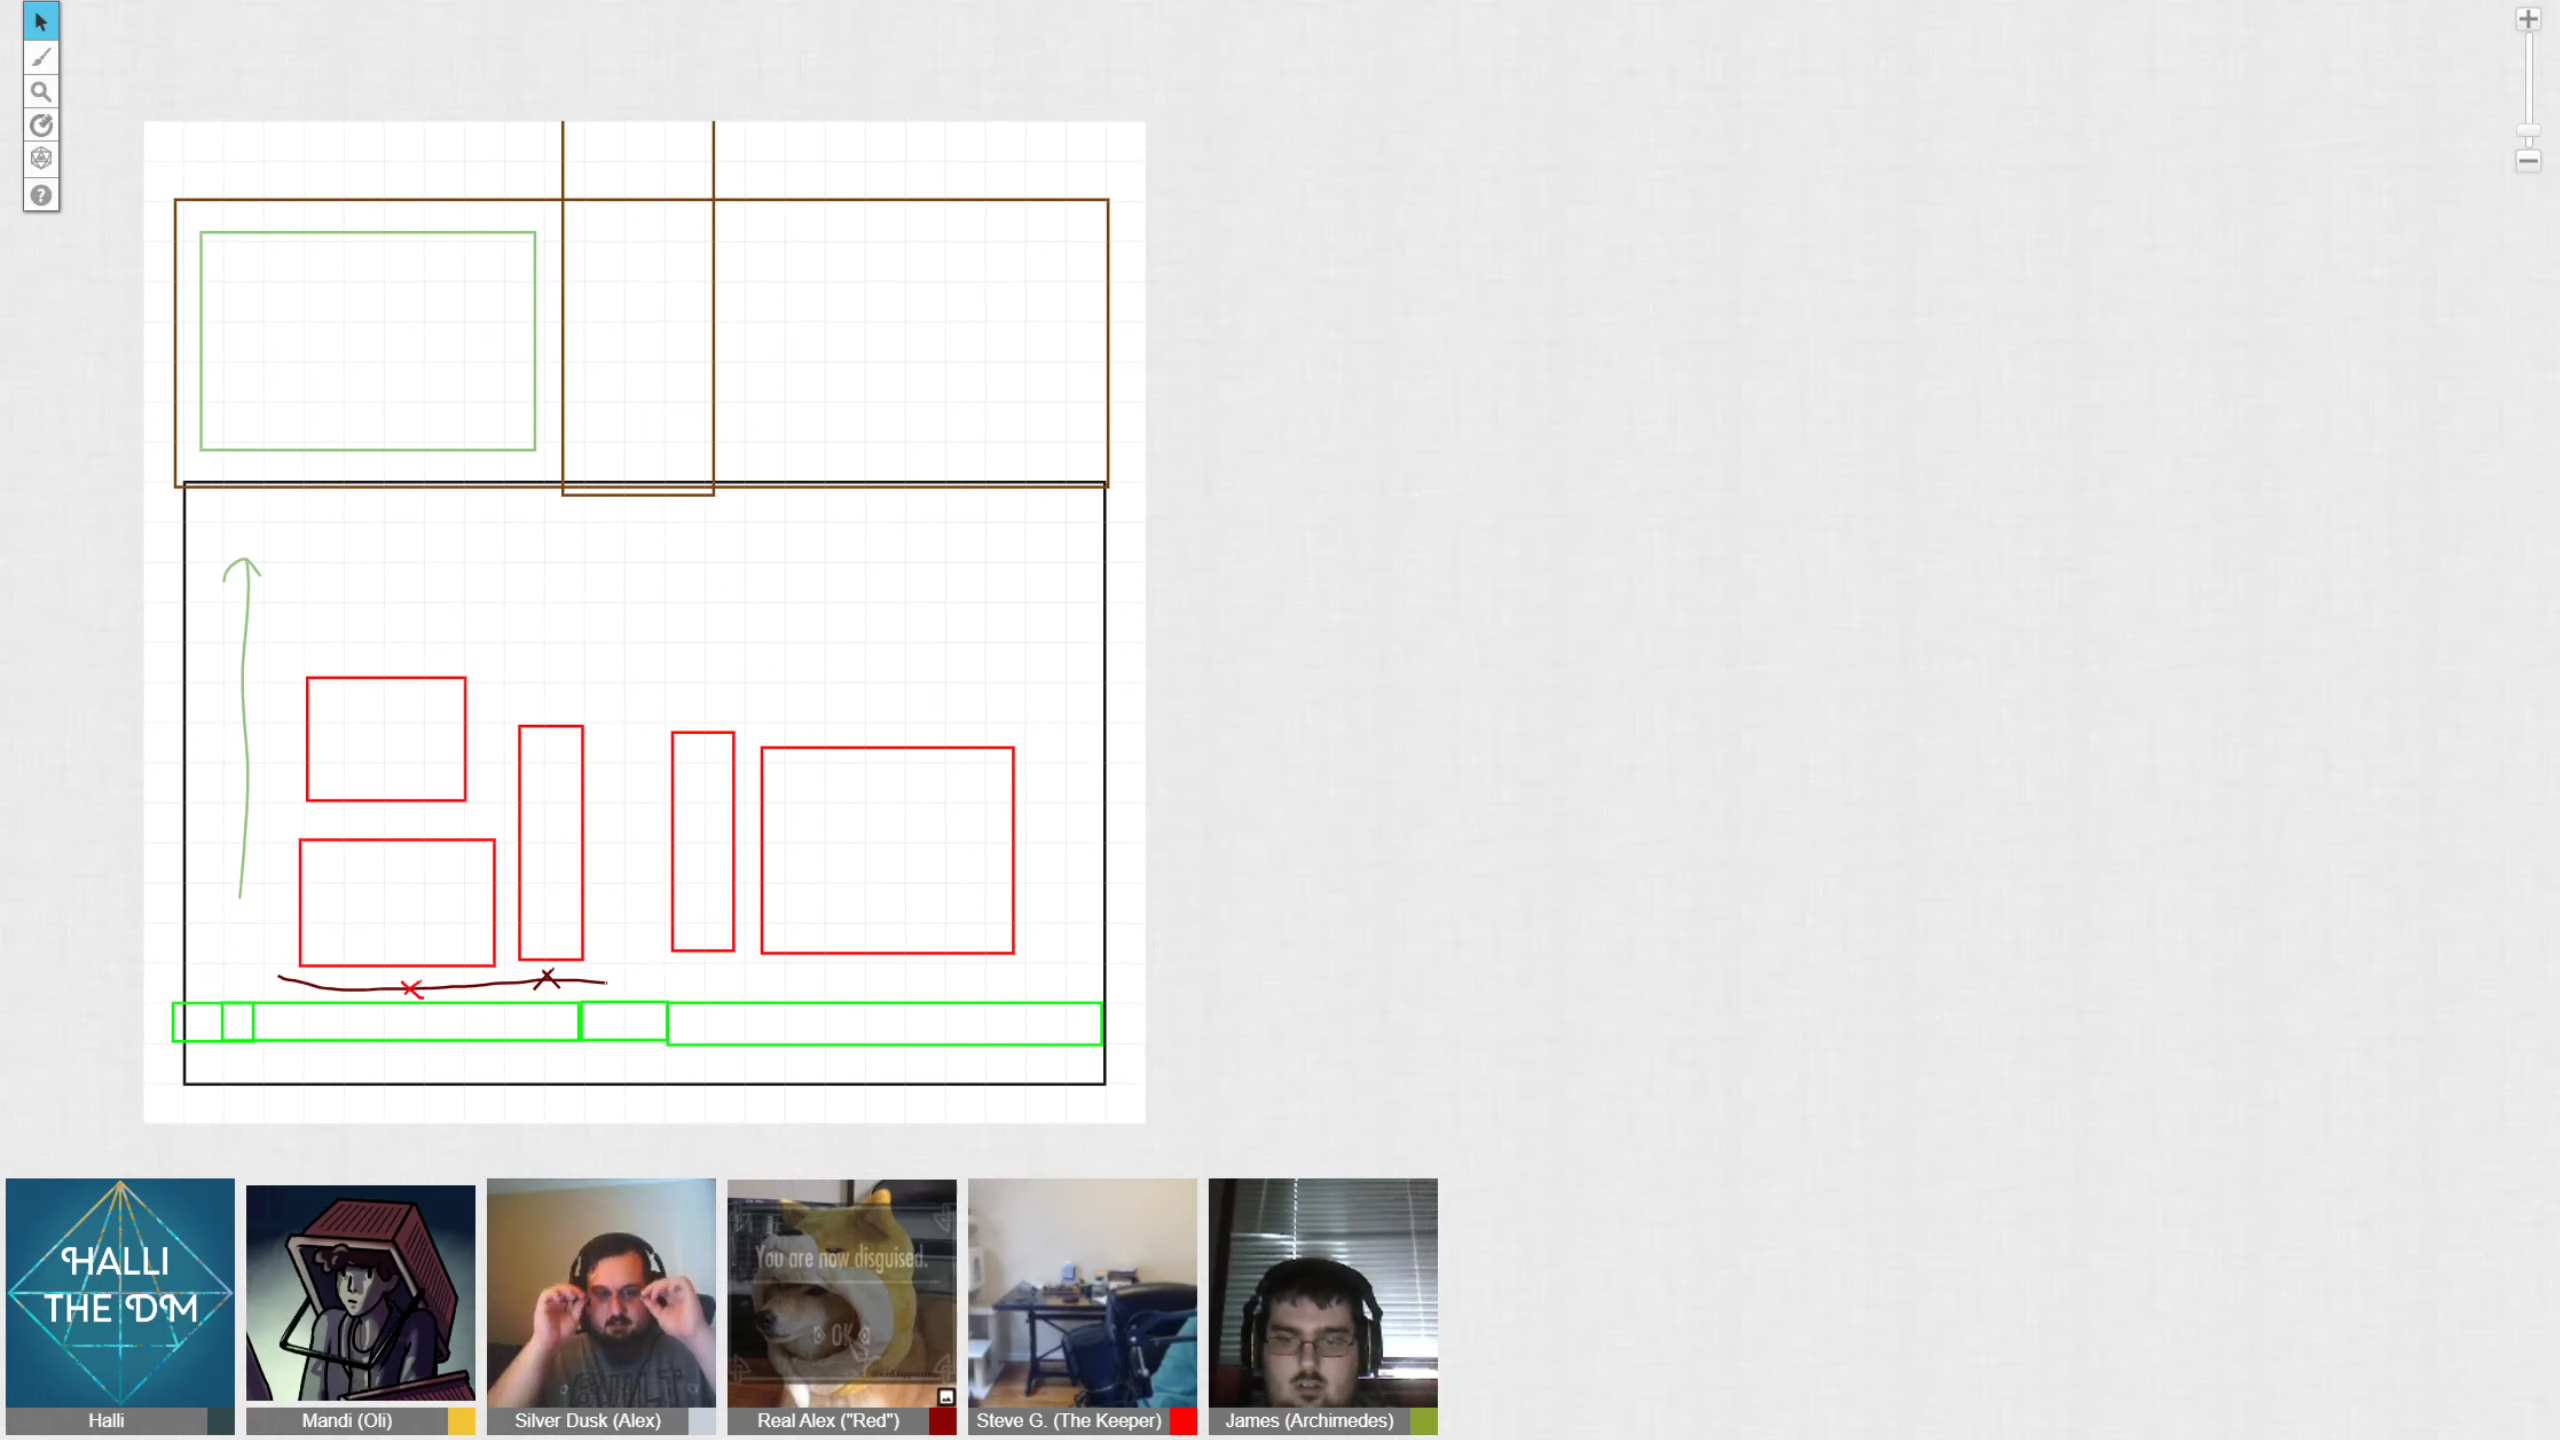 HALLI
THE DM
You are now disguised.
OK
Halli
Mandi (Oli)
Silver Dusk (Alex)
Real Alex ("Red")
Steve G. (The Keeper)
James (Archimedes)